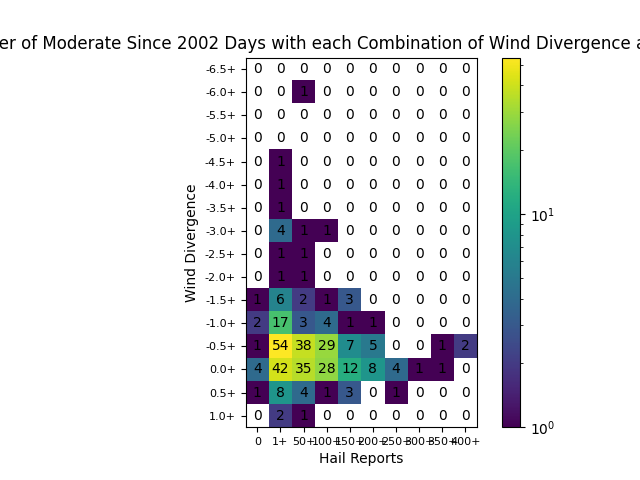 er of Moderate Since 2002 Days with each Combination of Wind Divergence a
-6.5+ 0 0 0 0 0 0 0 0 0 0
-6.0+ 0 0 1 0 0 0 0 0 0 0
-5.5+ 0 0 0 0 0 0 0 0 0 0
-5.0+ 0 0 0 0 0 0 0 0 0 0
-4.5+ 0 1 0 0 0 0 0 0 0 0
-4.0+ 0 1 0 0 0 0 0 0 0 0
-3.5+ 0 1 0 0 0 0 0 0 0 0
-3.0+ 0 4 1 1 0 0 0 0 0 0
-2.5+ 0 1 1 0 0 0 0 0 0 0
-2.0+ 0 1 1 0 0 0 0 0 0 0
-1.5+ 1 6 2 1 3 0 0 0 0 0
-1.0+ 2 17 3 4 1 1 0 0 0 0
-0.5+ 1 54 38 29 7 5 0 0 1 2
0.0+ 4 42 35 28 12 8 4 1 1 0
0.5+ 1 8 4 1 3 0 1 0 0 0
1.0+ 0 2 1 0 0 0 0 0 0 0
0 1+ 50+ 100+ 150+ 200+ 250+ 300+ 350+ 400+
Hail Reports
Wind Divergence
10^1
10^0